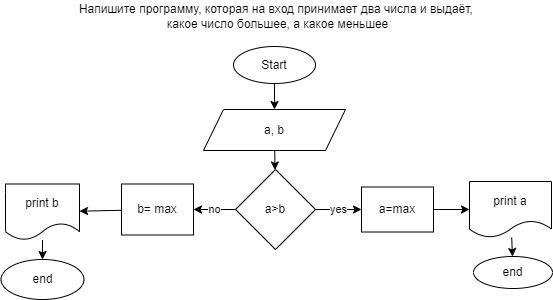 Напишите программу, которая на вход принимает два числа и выдаёт,
какое число большее, а какое меньшее
Start
a, b
print b
b= max
no
a>b
yes
a=max
print a
end
end